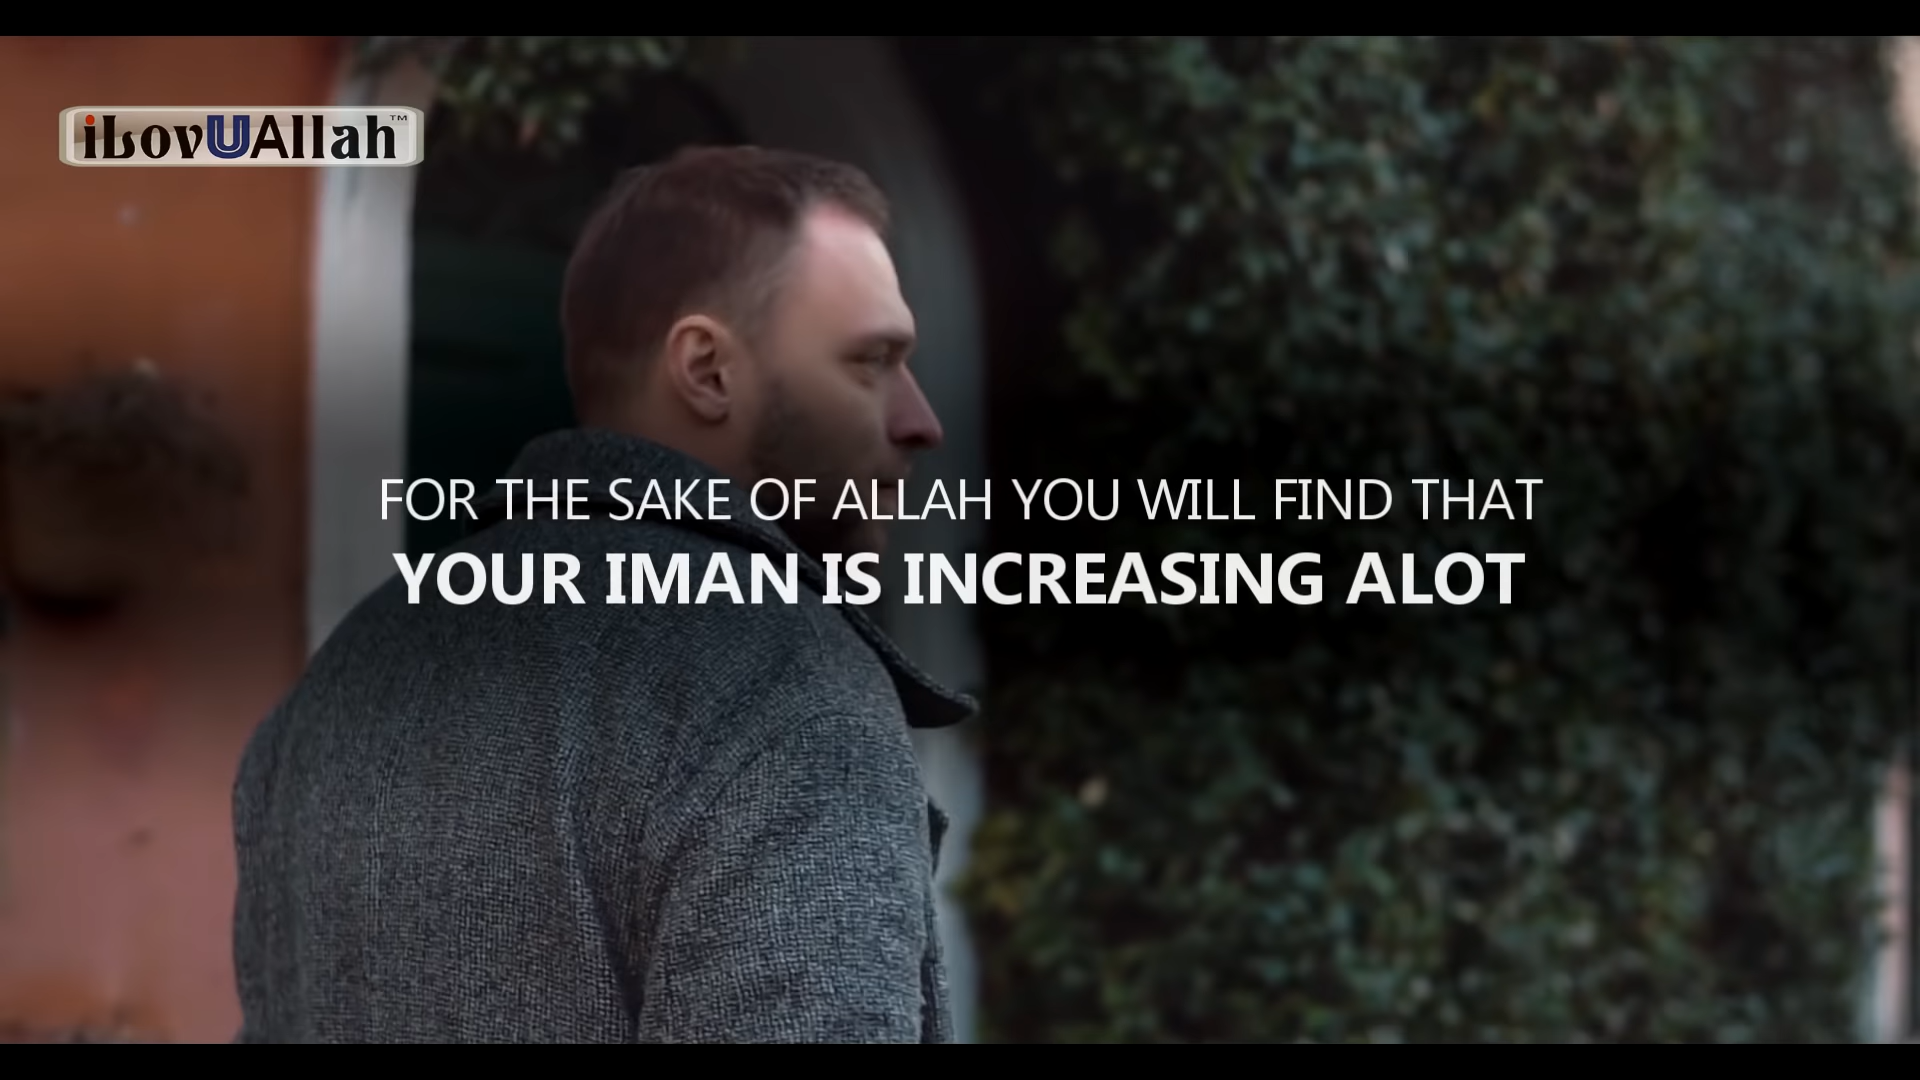 iLovUAllah™
FOR THE SAKE OF ALLAH YOU WILL FIND THAT
YOUR IMAN IS INCREASING ALOT